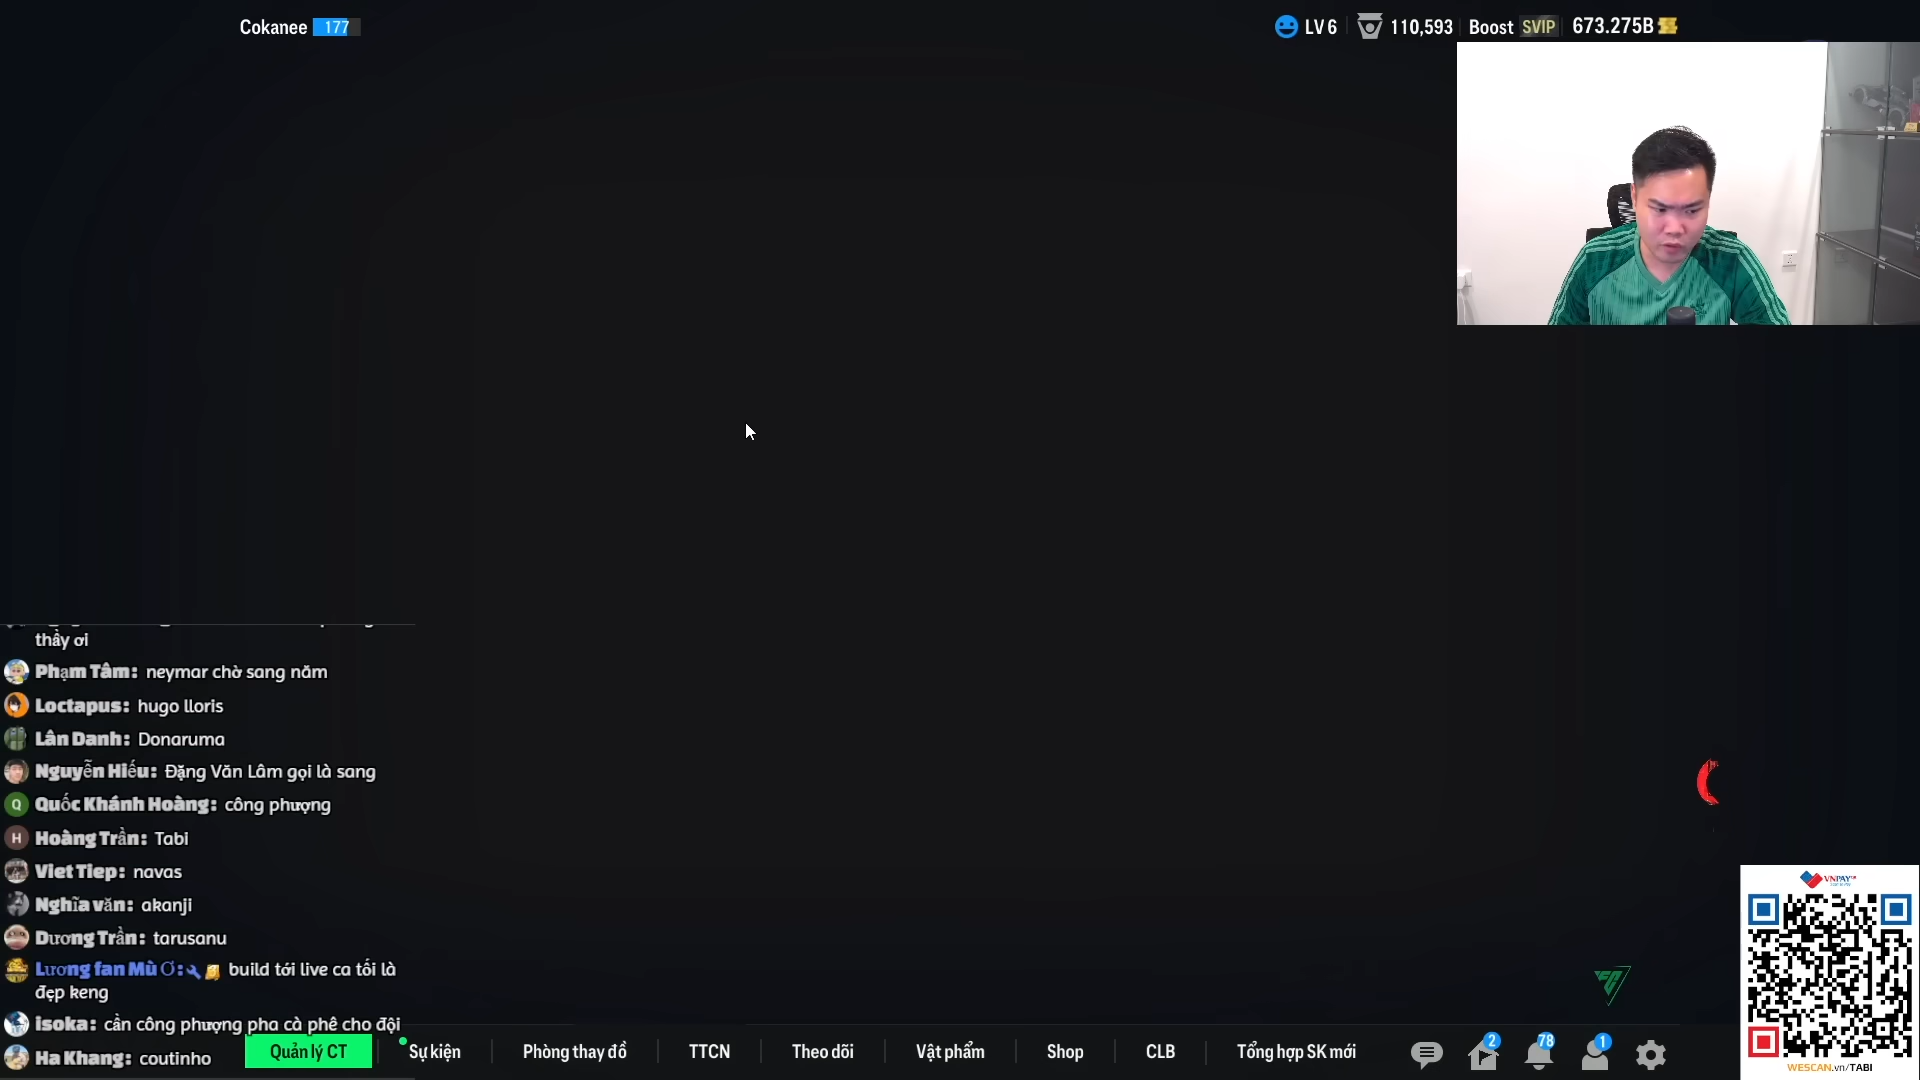 Cokanee 177
LV 6 110,593 Boost SVIP 673.275B
thầy ơi
Phạm Tâm: neymar chờ sang năm
Loctapus: hugo lloris
Lân Danh: Donaruma
Nguyễn Hiếu: Đặng Văn Lâm gọi là sang
Q Quốc Khánh Hoàng: công phượng
H Hoàng Trần: Tabi
Viet Tiep: navas
Nghĩa văn: akanji
Dương Trần: tarusanu
Lương fan Mù Ơ: build tới live ca tối là
đẹp keng
isoka: cần công phượng pha cà phê cho đội
Ha Khang: coutinho
Quản lý CT Sự kiện Phòng thay đồ TTCN Theo dõi Vật phẩm Shop CLB Tổng hợp SK mới 2 78 1
VNPAY
WESCAN.vn/TABI